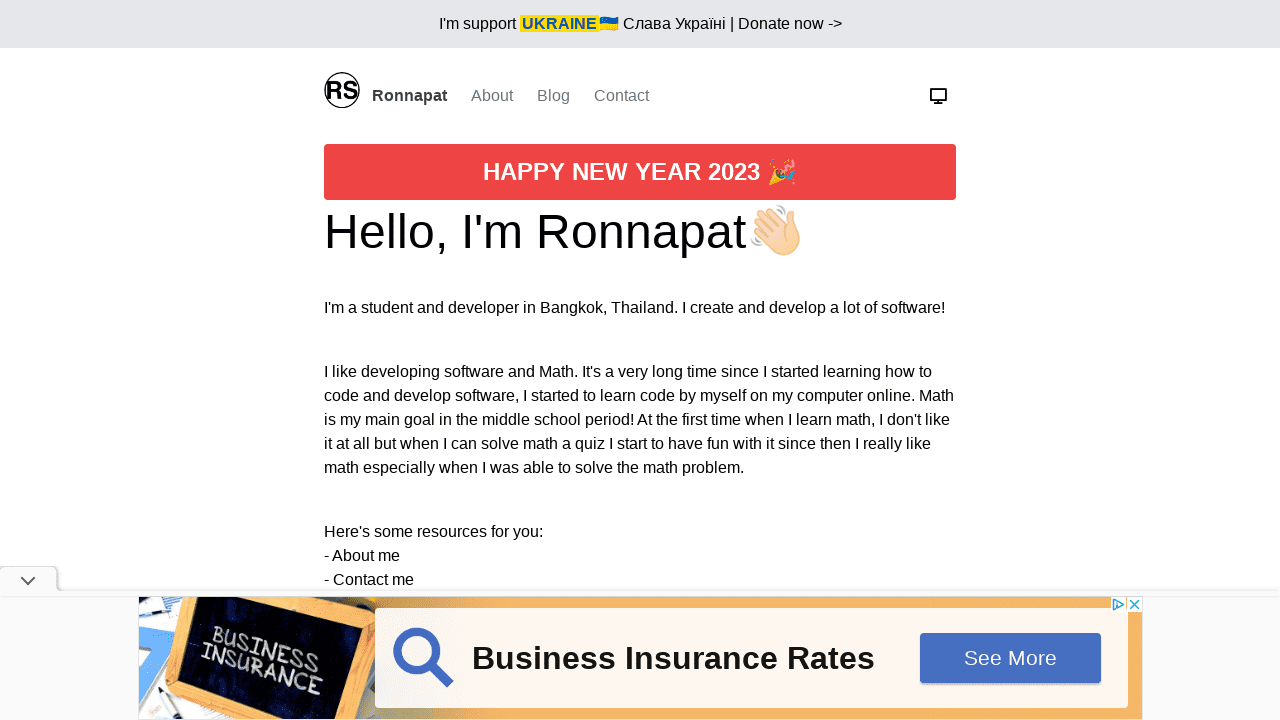 I'm support UKRAINE🇺🇦 Слава Україні | Donate now ->
RS Ronnapat About Blog Contact
HAPPY NEW YEAR 2023 🎉
Hello, I'm Ronnapat👋🏻
I'm a student and developer in Bangkok, Thailand. I create and develop a lot of software!
I like developing software and Math. It's a very long time since I started learning how to
code and develop software, I started to learn code by myself on my computer online. Math
is my main goal in the middle school period! At the first time when I learn math, I don't like
it at all but when I can solve math a quiz I start to have fun with it since then I really like
math especially when I was able to solve the math problem.
Here's some resources for you:
- About me
- Contact me
BUSINESS
INSURANCE
Business Insurance Rates
See More